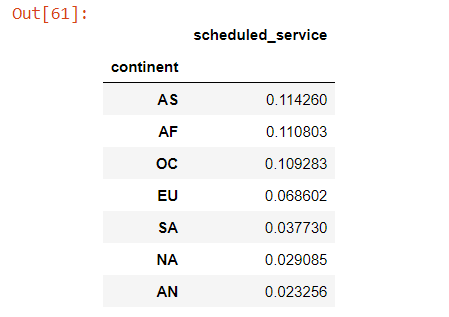 Out[61]:
scheduled_service
continent
AS 0.114260
AF 0.110803
OC 0.109283
EU 0.068602
SA 0.037730
NA 0.029085
AN 0.023256